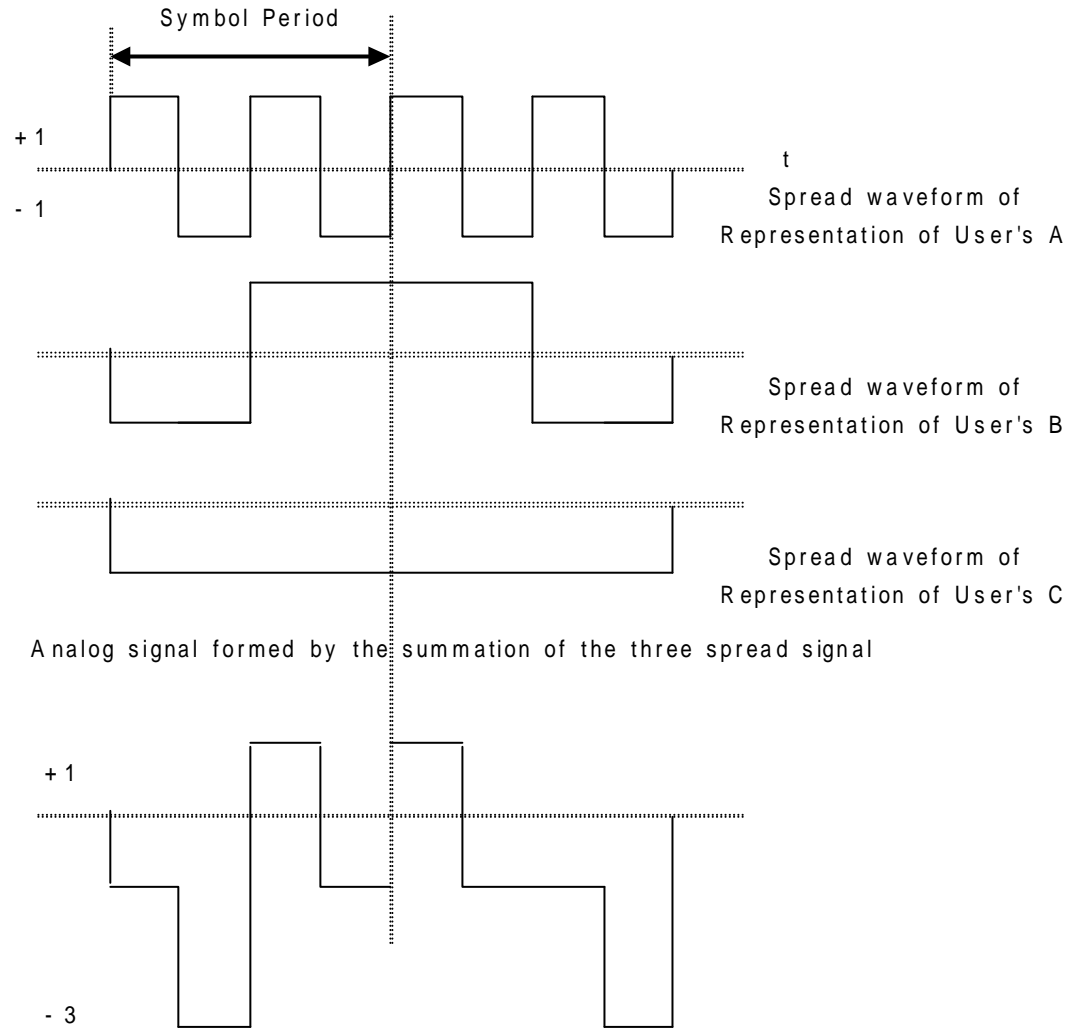 Symbol Period
+1
t
- 1
Spread waveform of
Representation of User's A
Spread waveform of
Representation of User's B
Spread waveform of
Representation of User's C
Analog signal formed by the summation of the three spread signal
+1
- 3